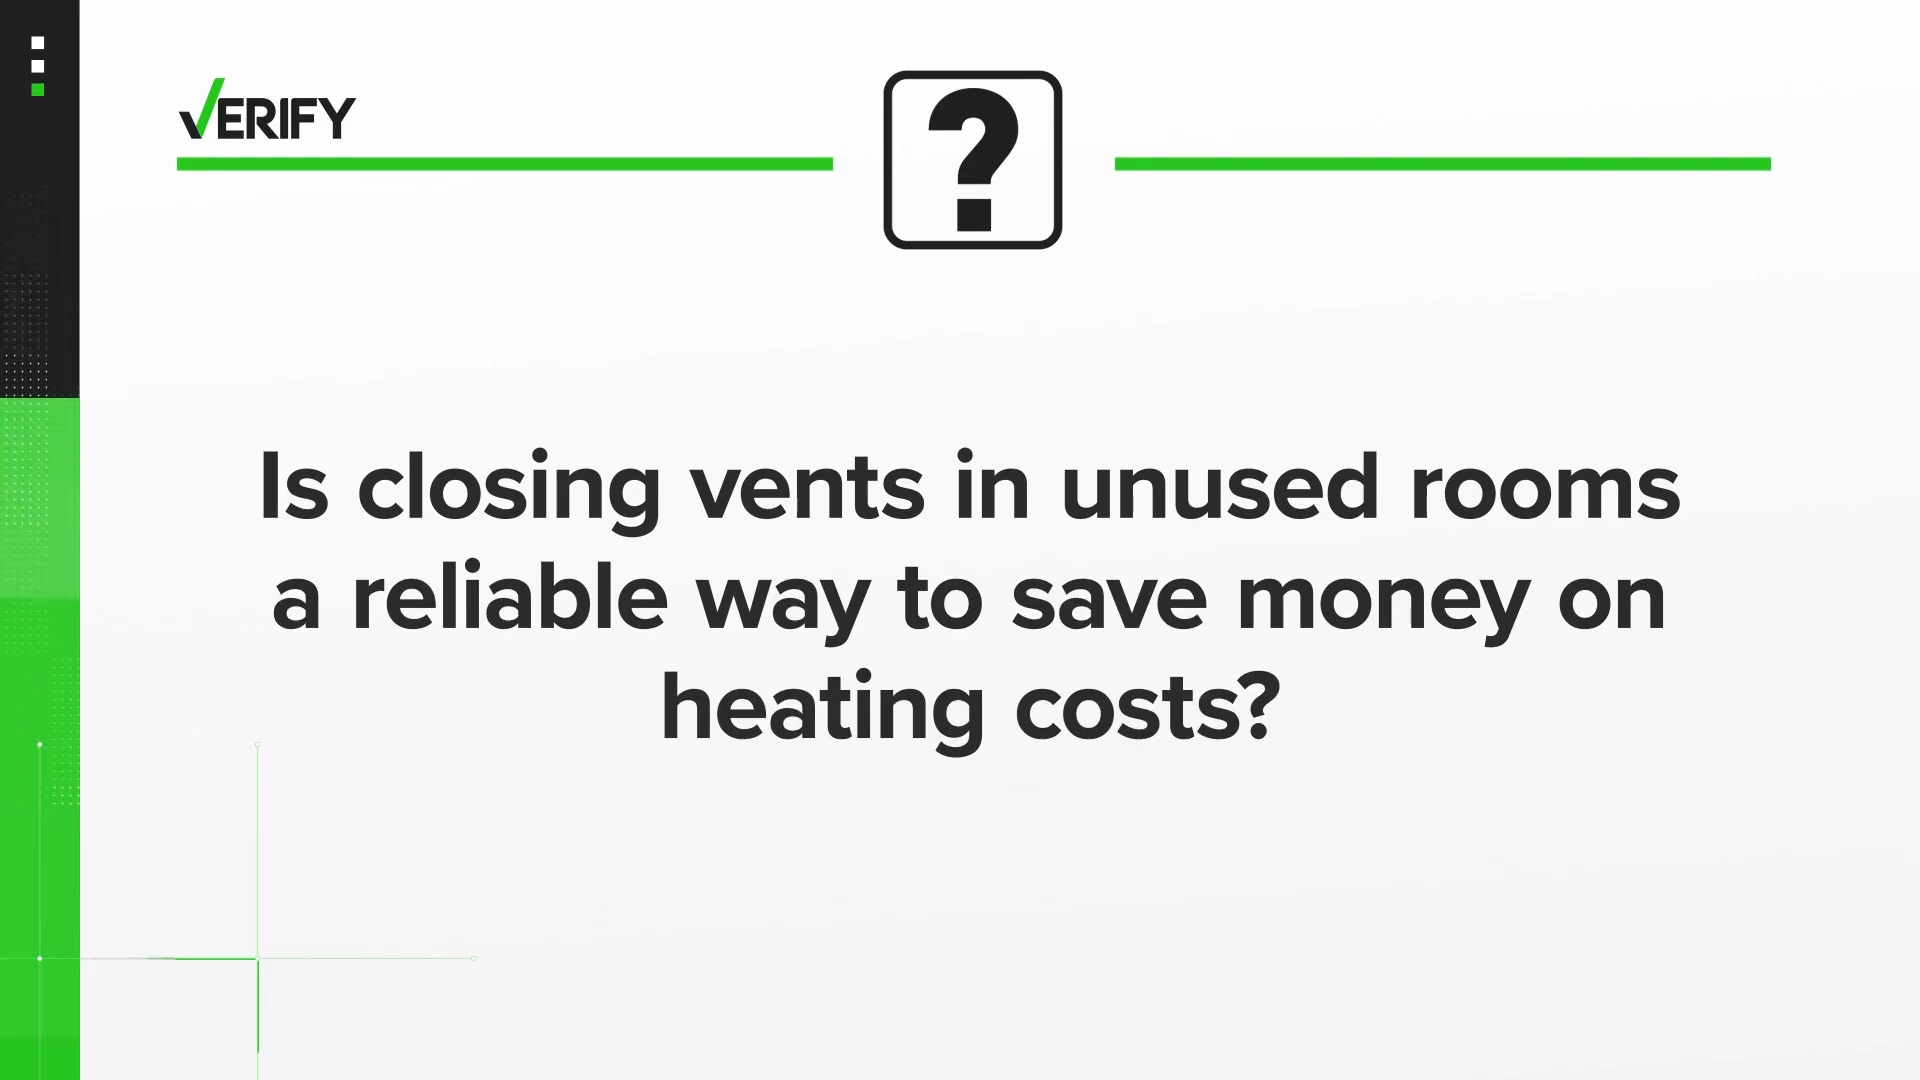 VERIFY
?
Is closing vents in unused rooms
a reliable way to save money on
heating costs?